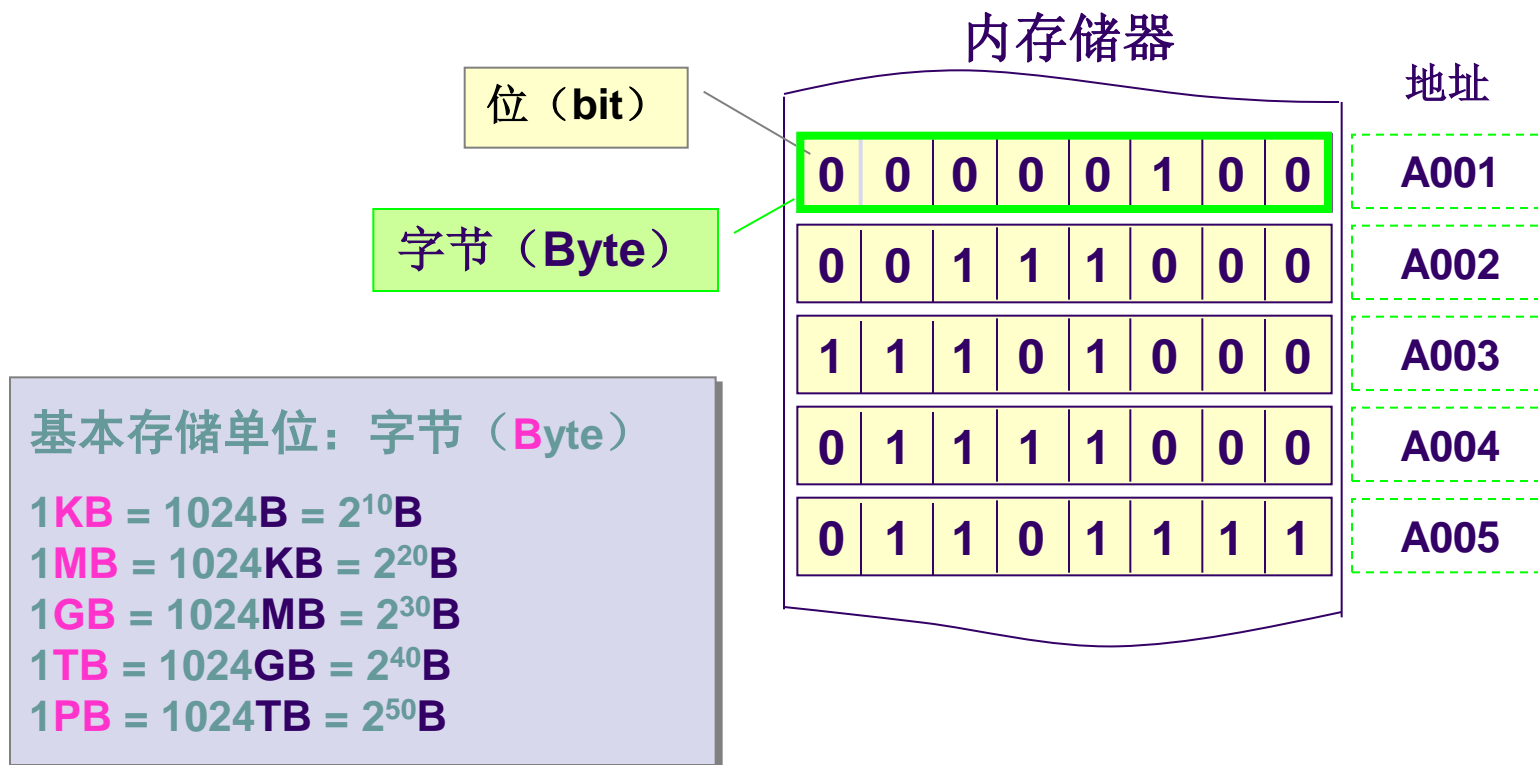 内存储器
地址
位（bit）
0 0 0 0 0 1 0 0 A001
字节（Byte）
0 0 1 1 1 0 0 0 A002
1 1 1 0 1 0 0 0 A003
0 1 1 1 1 0 0 0 A004
0 1 1 0 1 1 1 1 A005
基本存储单位：字节（Byte）
1KB = 1024B = 2¹⁰B
1MB = 1024KB = 2²⁰B
1GB = 1024MB = 2³⁰B
1TB = 1024GB = 2⁴⁰B
1PB = 1024TB = 2⁵⁰B